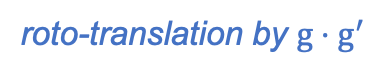 roto-translation by g · g′